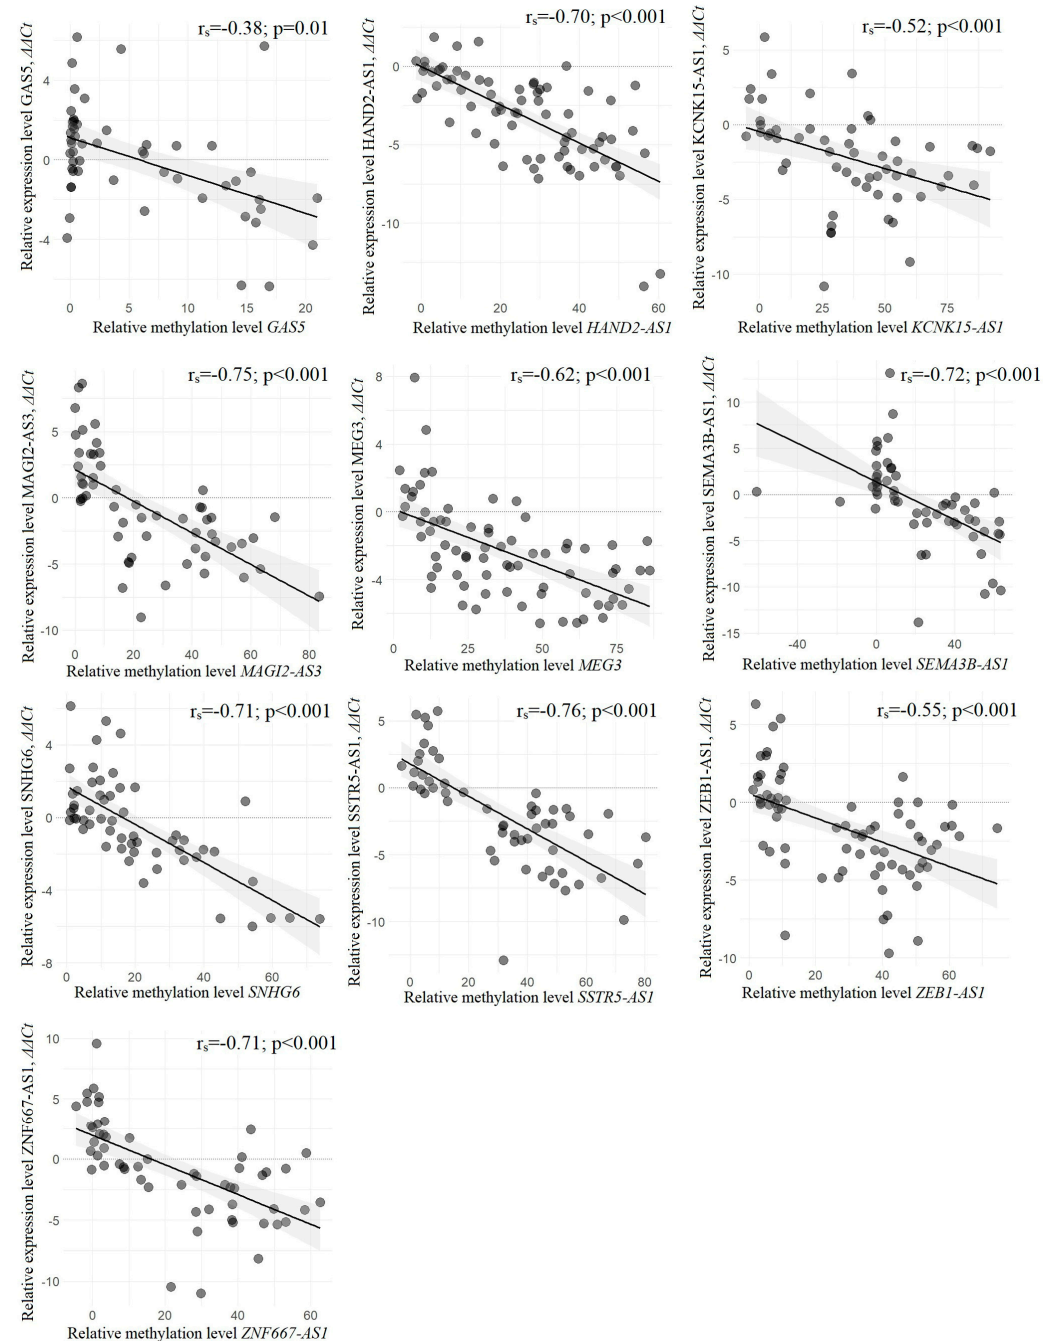 rs=-0.38; p=0.01
Relative expression level GAS5, ΔΔCt
4
0
-4
0 5 10 15 20
Relative methylation level GAS5
rs=-0.70; p<0.001
Relative expression level HAND2-AS1, ΔΔCt
0
-5
-10
0 20 40 60
Relative methylation level HAND2-AS1
rs=-0.52; p<0.001
Relative expression level KCNK15-AS1, ΔΔCt
5
0
-5
-10
0 25 50 75
Relative methylation level KCNK15-AS1
rs=-0.75; p<0.001
Relative expression level MAGI2-AS3, ΔΔCt
5
0
-5
-10
0 20 40 60 80
Relative methylation level MAGI2-AS3
rs=-0.62; p<0.001
Relative expression level MEG3, ΔΔCt
8
4
0
-4
0 25 50 75
Relative methylation level MEG3
rs=-0.72; p<0.001
Relative expression level SEMA3B-AS1, ΔΔCt
10
5
0
-5
-10
-15
-40 0 40
Relative methylation level SEMA3B-AS1
rs=-0.71; p<0.001
Relative expression level SNHG6, ΔΔCt
4
0
-4
-8
0 20 40 60
Relative methylation level SNHG6
rs=-0.76; p<0.001
Relative expression level SSTR5-AS1, ΔΔCt
5
0
-5
-10
0 20 40 60 80
Relative methylation level SSTR5-AS1
rs=-0.55; p<0.001
Relative expression level ZEB1-AS1, ΔΔCt
5
0
-5
-10
0 20 40 60
Relative methylation level ZEB1-AS1
rs=-0.71; p<0.001
Relative expression level ZNF667-AS1, ΔΔCt
10
5
0
-5
-10
0 20 40 60
Relative methylation level ZNF667-AS1